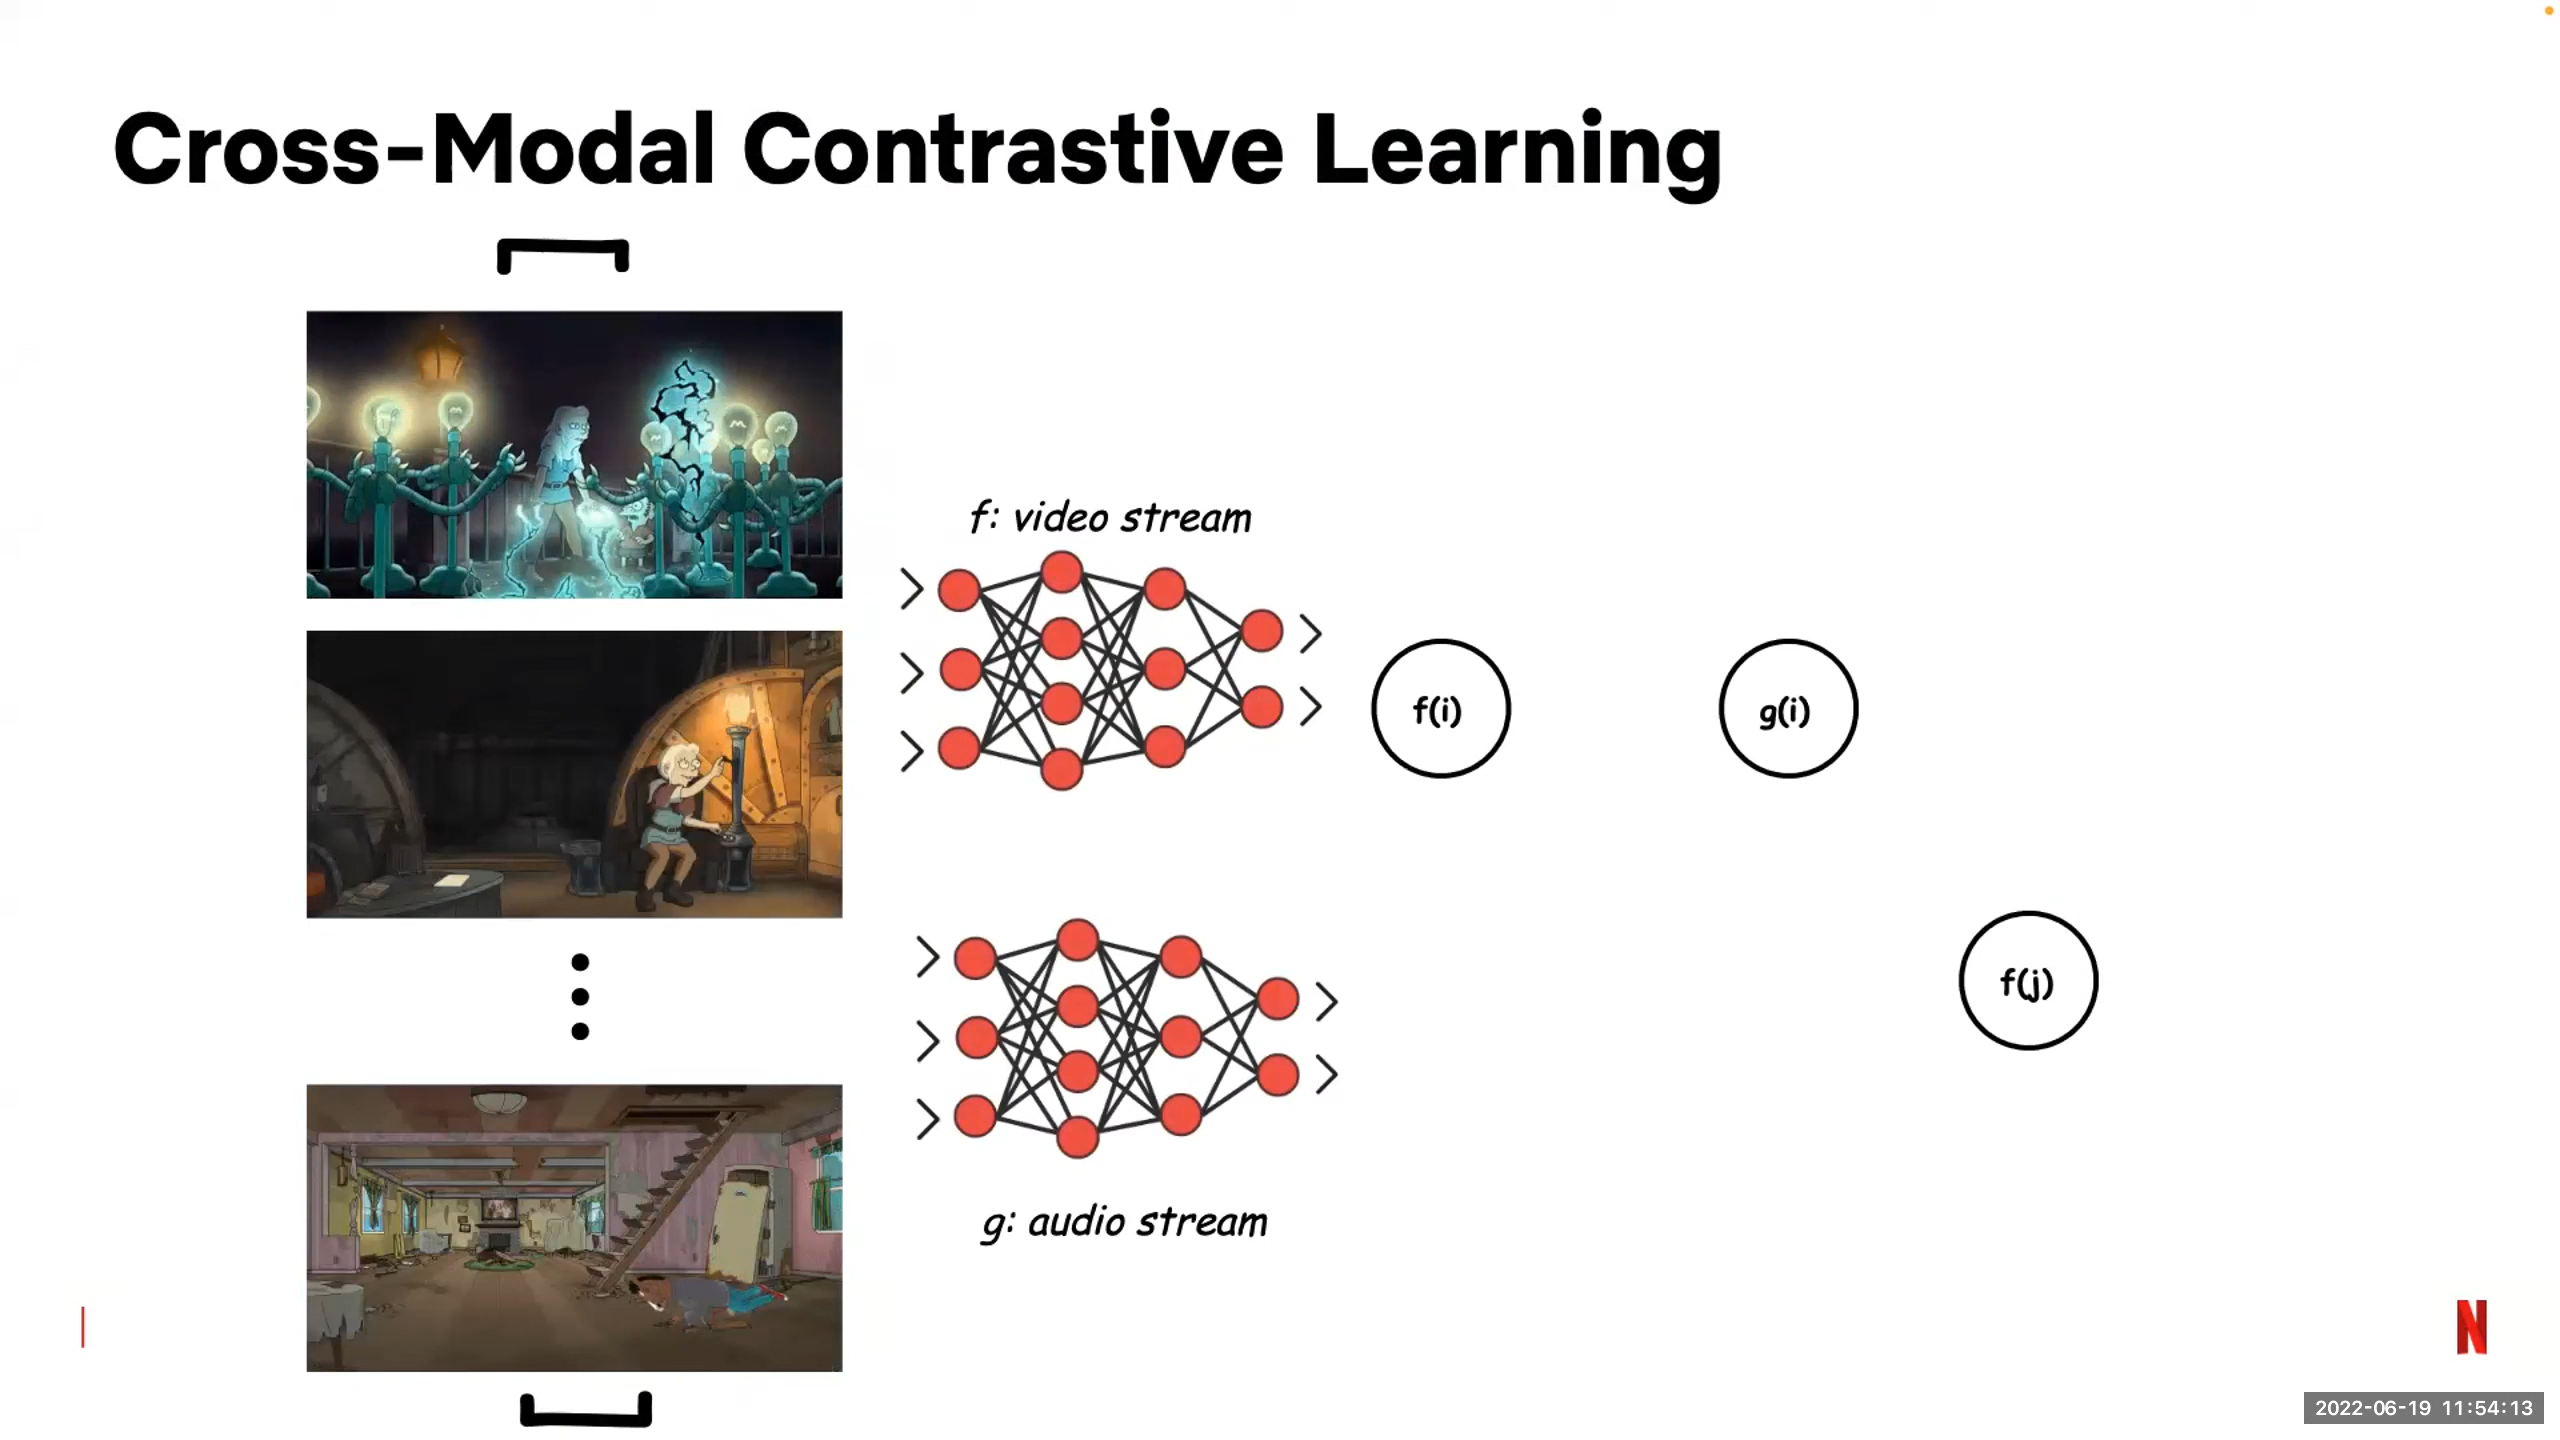 Cross-Modal Contrastive Learning
f: video stream
f(i)
g(i)
f(j)
g: audio stream
N
2022-06-19 11:54:13